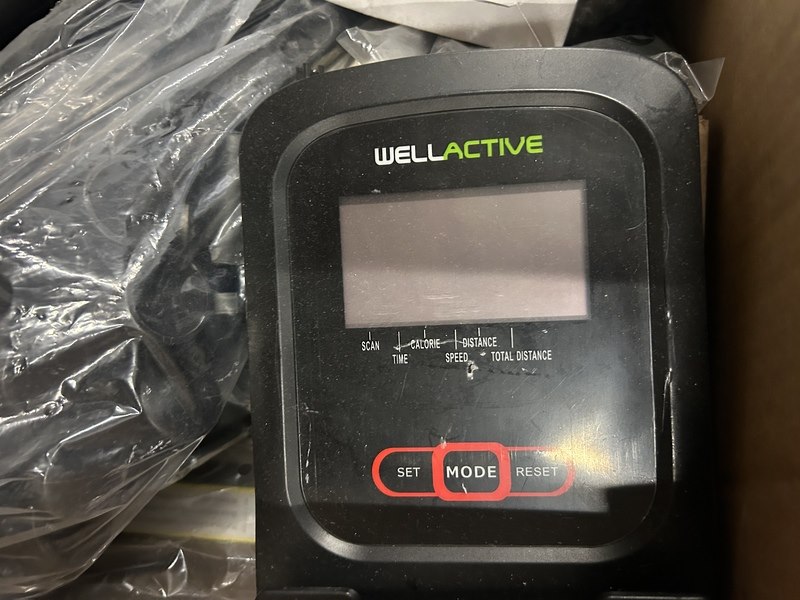 WELLACTIVE
SCAN CALORIE DISTANCE
TIME SPEED TOTAL DISTANCE
SET MODE RESET